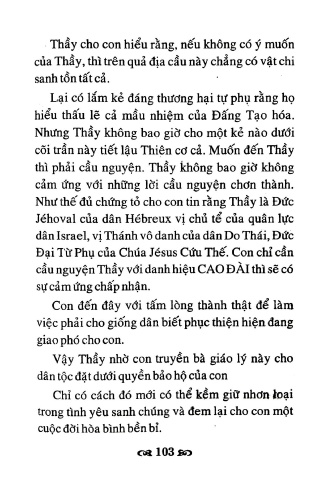 Thầy cho con hiểu rằng, nếu không có ý muốn
của Thầy, thì trên quả địa cầu này chẳng có vật chi
sanh tồn tất cả.
Lại có lắm kẻ đáng thương hại tự phụ rằng họ
hiểu thấu lẽ cả mầu nhiệm của Đấng Tạo hóa.
Nhưng Thầy không bao giờ cho một kẻ nào dưới
cõi trần này tiết lậu Thiên cơ cả. Muốn đến Thầy
thì phải cầu nguyện. Thầy không bao giờ không
cảm ứng với những lời cầu nguyện chơn thành.
Như thế đủ chứng tỏ cho con tin rằng Thầy là Đức
Jéhoval của dân Hébreux vị chủ tể của quân lực
dân Israel, vị Thánh vô danh của dân Do Thái, Đức
Đại Từ Phụ của Chúa Jésus Cứu Thế. Con chỉ cần
cầu nguyện Thầy với danh hiệu CAO ĐÀI thì sẽ có
sự cảm ứng chấp nhận.
Con đến đây với tấm lòng thành thật để làm
việc phải cho giống dân biết phục thiện hiện đang
giao phó cho con.
Vậy Thầy nhờ con truyền bà giáo lý này cho
dân tộc đặt dưới quyền bảo hộ của con
Chỉ có cách đó mới có thể kềm giữ nhơn loại
trong tình yêu sanh chúng và đem lại cho con một
cuộc đời hòa bình bền bỉ.
103